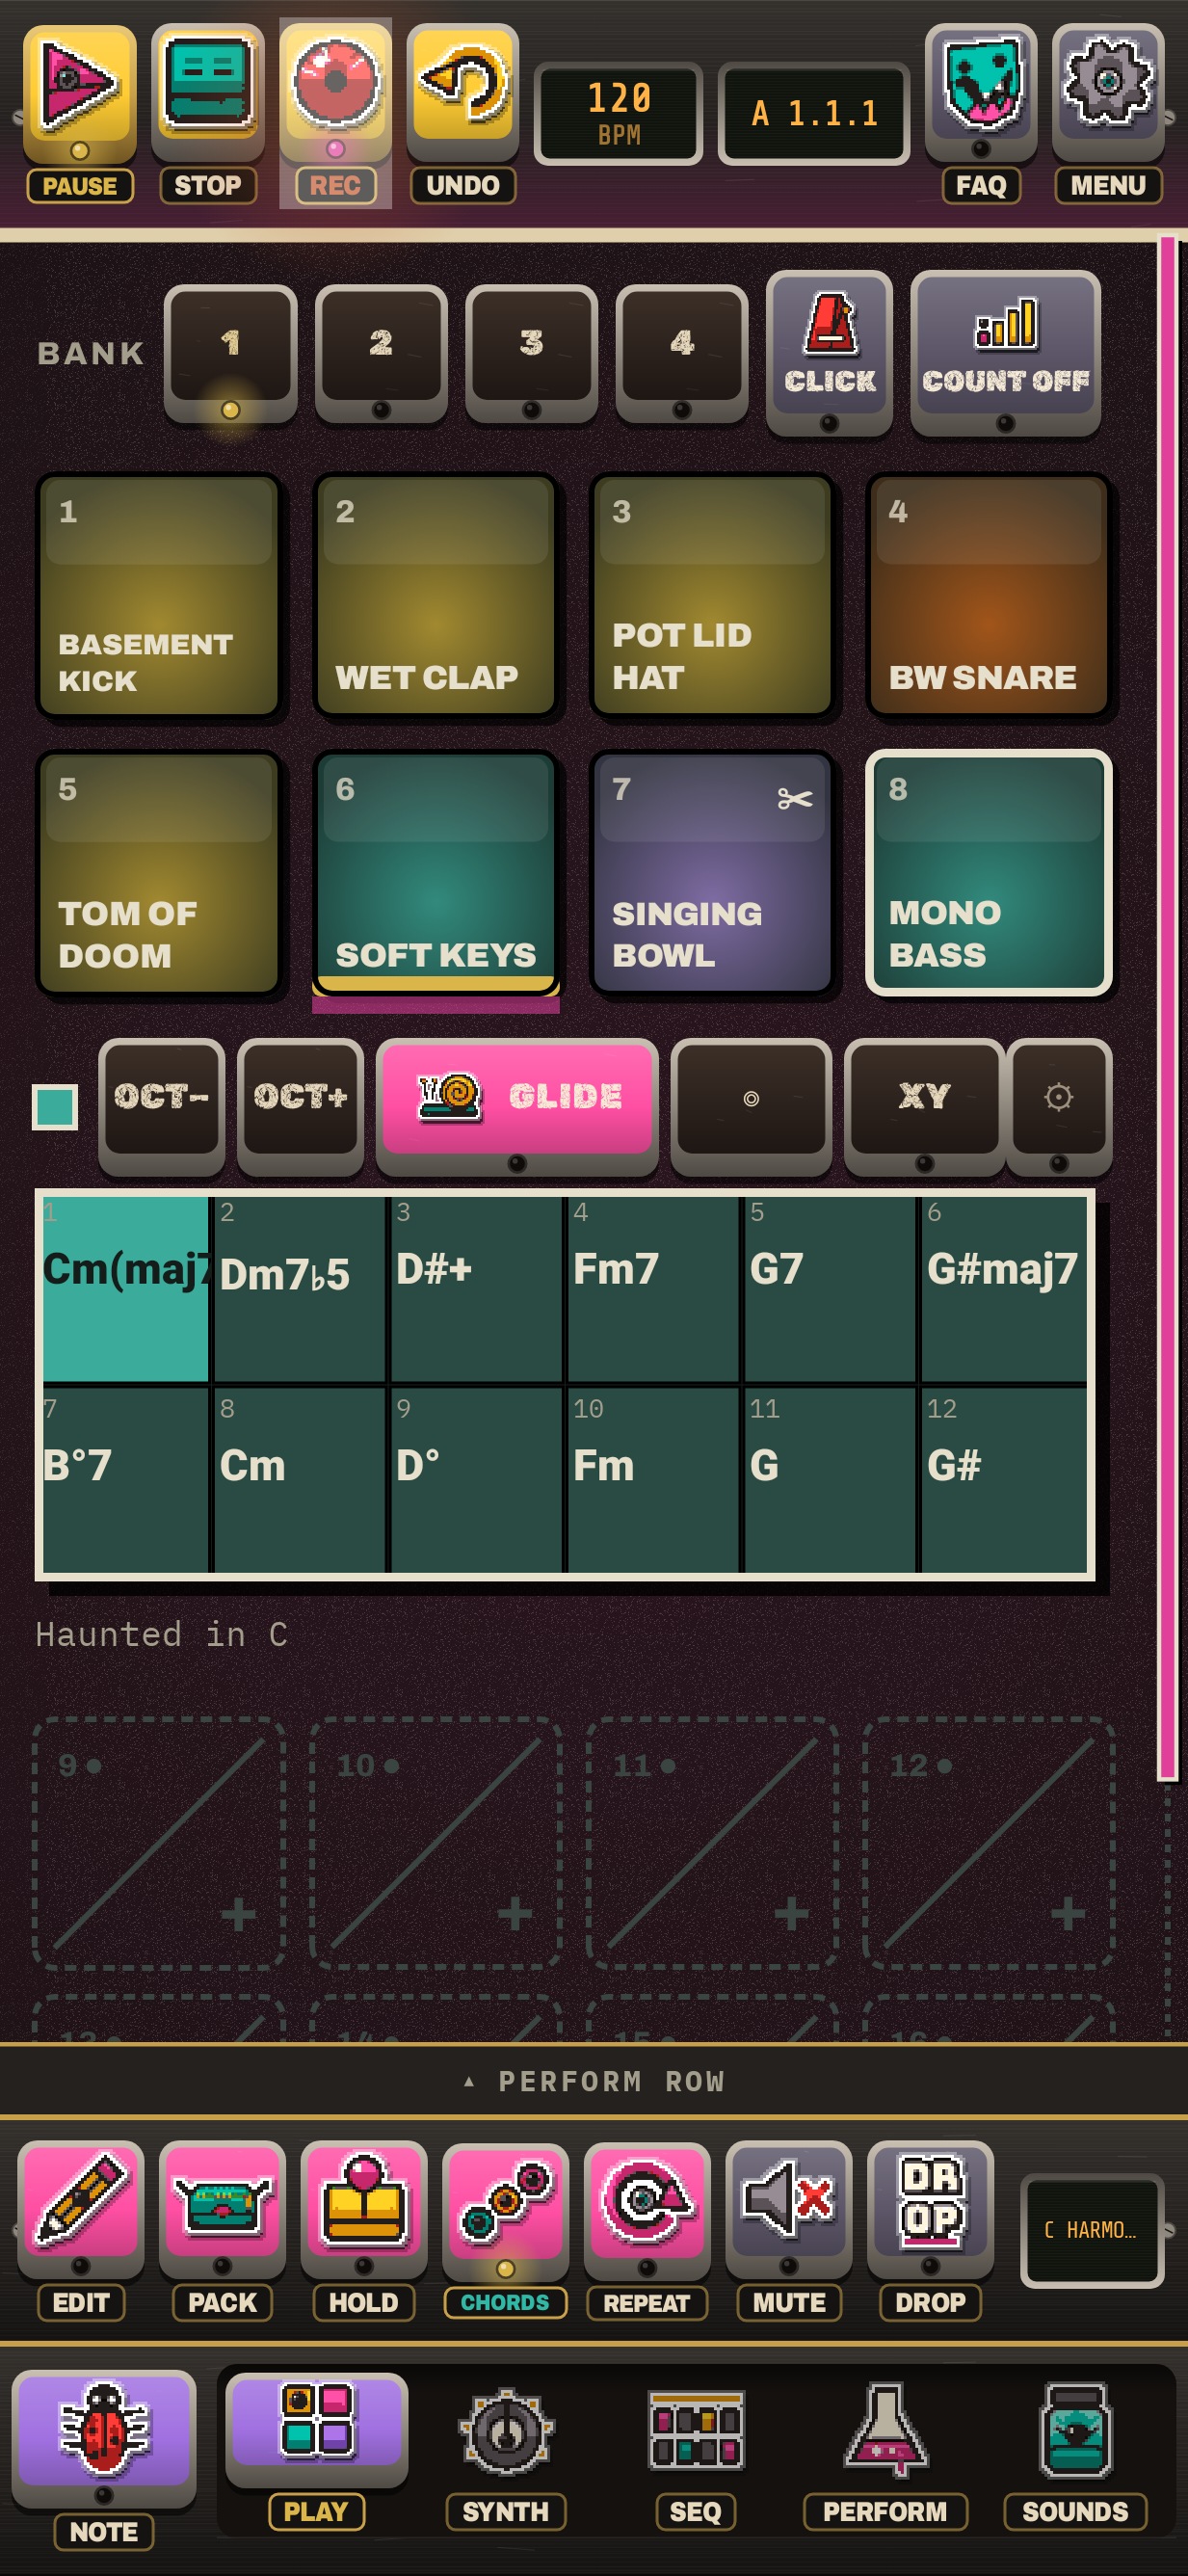 120
BPM
A 1.1.1
PAUSE
STOP
REC
UNDO
FAQ
MENU
BANK
1
2
3
4
CLICK
COUNT OFF
1
BASEMENT
KICK
2
WET CLAP
3
POT LID
HAT
4
BW SNARE
5
TOM OF
DOOM
6
SOFT KEYS
7
SINGING
BOWL
8
MONO
BASS
OCT-
OCT+
GLIDE
XY
1
Cm(maj7
2
Dm7♭5
3
D#+
4
Fm7
5
G7
6
G#maj7
7
B°7
8
Cm
9
D°
10
Fm
11
G
12
G#
Haunted in C
9
10
11
12
13
14
15
16
▲ PERFORM ROW
DR
OP
C HARMO…
EDIT
PACK
HOLD
CHORDS
REPEAT
MUTE
DROP
NOTE
PLAY
SYNTH
SEQ
PERFORM
SOUNDS